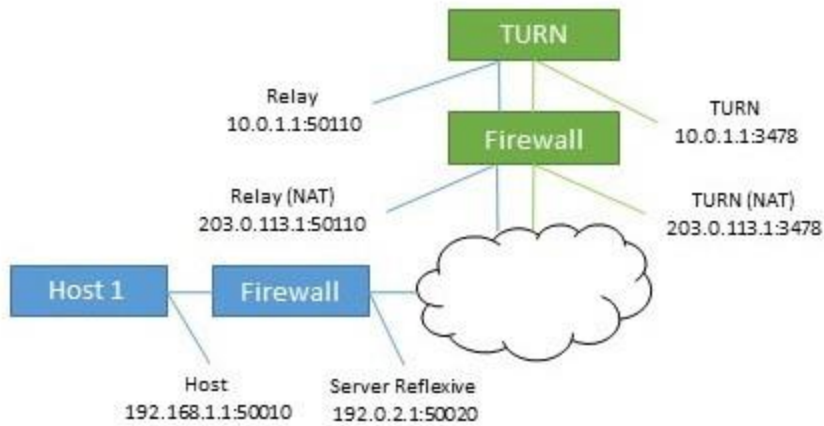 TURN
Relay
10.0.1.1:50110
TURN
10.0.1.1:3478
Firewall
Relay (NAT)
203.0.113.1:50110
TURN (NAT)
203.0.113.1:3478
Host 1
Firewall
Host
192.168.1.1:50010
Server Reflexive
192.0.2.1:50020